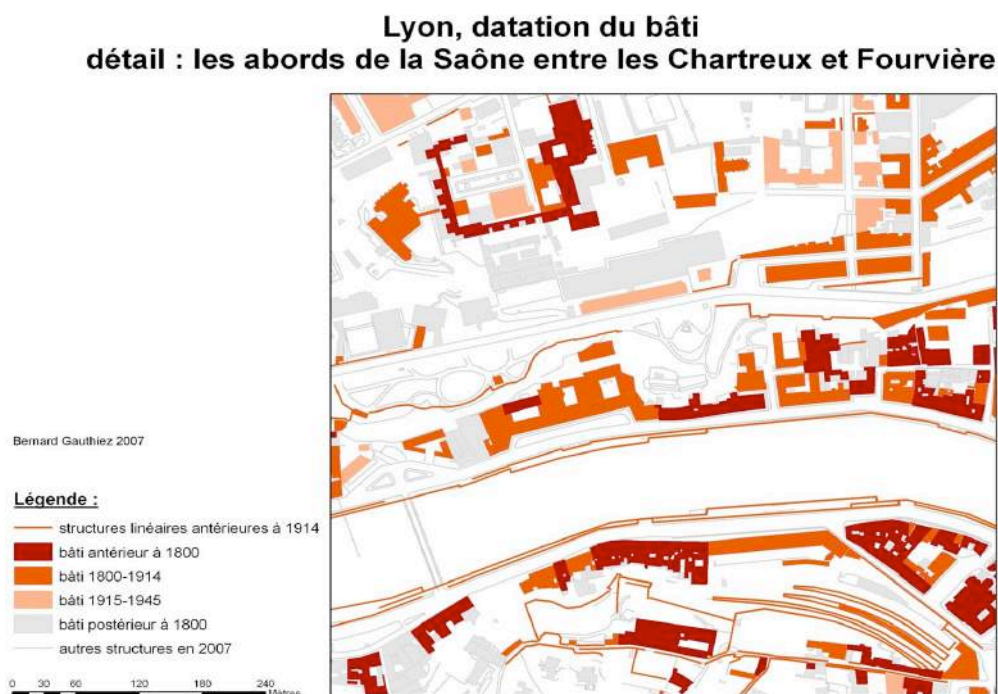 Lyon, datation du bâti
détail : les abords de la Saône entre les Chartreux et Fourvière
Bernard Gauthiez 2007
Légende :
structures linéaires antérieures à 1914
bâti antérieur à 1800
bâti 1800-1914
bâti 1915-1945
bâti postérieur à 1800
autres structures en 2007
0 30 60 120 180 240
Mètres